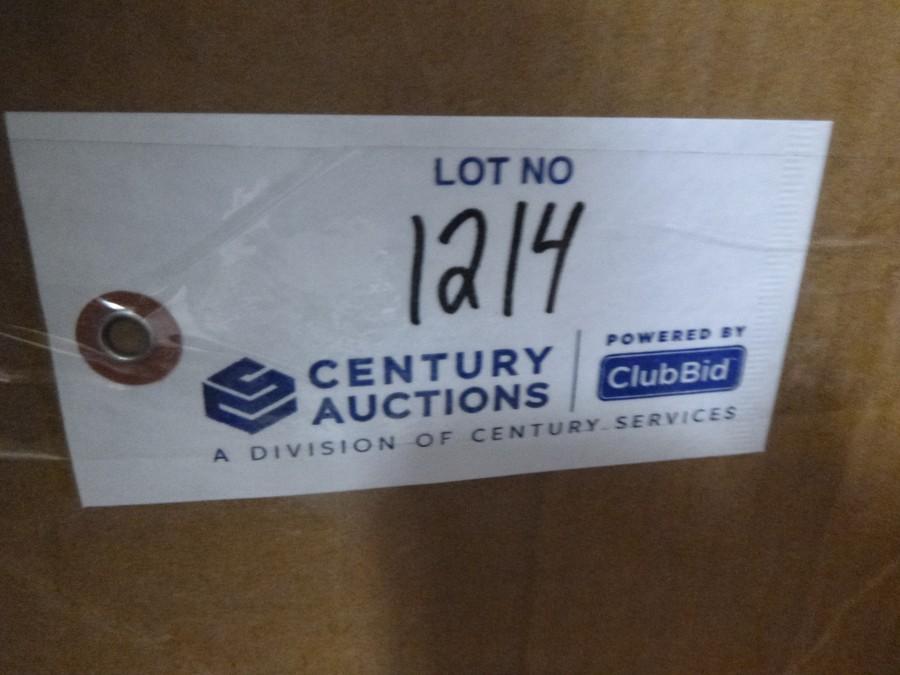 LOT NO
1214
CENTURY AUCTIONS
POWERED BY
ClubBid
A DIVISION OF CENTURY SERVICES